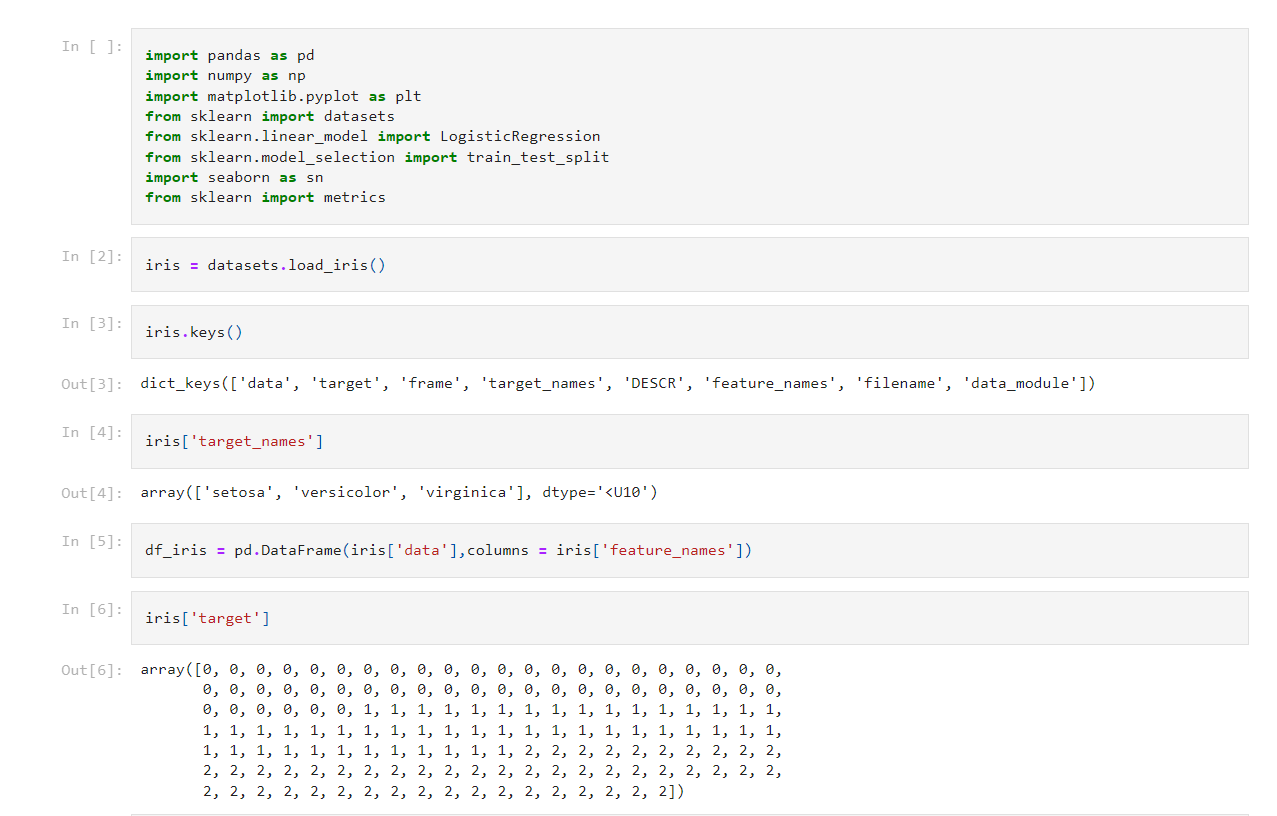 In [ ]:
import pandas as pd
import numpy as np
import matplotlib.pyplot as plt
from sklearn import datasets
from sklearn.linear_model import LogisticRegression
from sklearn.model_selection import train_test_split
import seaborn as sn
from sklearn import metrics
In [2]:
iris = datasets.load_iris()
In [3]:
iris.keys()
Out[3]:
dict_keys(['data', 'target', 'frame', 'target_names', 'DESCR', 'feature_names', 'filename', 'data_module'])
In [4]:
iris['target_names']
Out[4]:
array(['setosa', 'versicolor', 'virginica'], dtype='<U10')
In [5]:
df_iris = pd.DataFrame(iris['data'],columns = iris['feature_names'])
In [6]:
iris['target']
Out[6]:
array([0, 0, 0, 0, 0, 0, 0, 0, 0, 0, 0, 0, 0, 0, 0, 0, 0, 0, 0, 0, 0, 0,
0, 0, 0, 0, 0, 0, 0, 0, 0, 0, 0, 0, 0, 0, 0, 0, 0, 0, 0, 0, 0, 0,
0, 0, 0, 0, 0, 0, 1, 1, 1, 1, 1, 1, 1, 1, 1, 1, 1, 1, 1, 1, 1, 1,
1, 1, 1, 1, 1, 1, 1, 1, 1, 1, 1, 1, 1, 1, 1, 1, 1, 1, 1, 1, 1, 1,
1, 1, 1, 1, 1, 1, 1, 1, 1, 1, 1, 1, 2, 2, 2, 2, 2, 2, 2, 2, 2, 2,
2, 2, 2, 2, 2, 2, 2, 2, 2, 2, 2, 2, 2, 2, 2, 2, 2, 2, 2, 2, 2, 2,
2, 2, 2, 2, 2, 2, 2, 2, 2, 2, 2, 2, 2, 2, 2, 2, 2, 2])